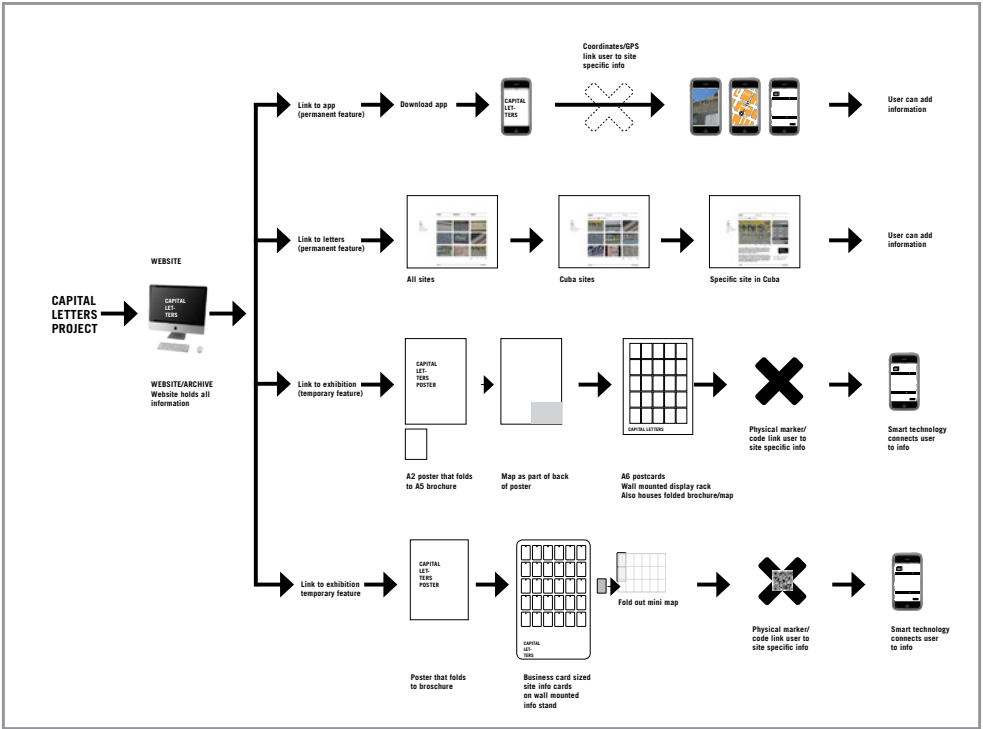 Coordinates/GPS
link user to site
specific info
Link to app
(permanent feature)
Download app
CAPITAL
LET-
TERS
User can add
information
Link to letters
(permanent feature)
All sites
Cuba sites
Specific site in Cuba
User can add
information
WEBSITE
CAPITAL
LETTERS
PROJECT
CAPITAL
LET-
TERS
WEBSITE/ARCHIVE
Website holds all
information
Link to exhibition
(temporary feature)
CAPITAL
LET-
TERS
POSTER
CAPITAL LETTERS
A2 poster that folds
to A5 brochure
Map as part of back
of poster
A6 postcards
Wall mounted display rack
Also houses folded brochure/map
Physical marker/
code link user to
site specific info
Smart technology
connects user
to info
Link to exhibition
temporary feature
CAPITAL
LET-
TERS
POSTER
CAPITAL
LET-
TERS
Fold out mini map
Poster that folds
to broschure
Business card sized
site info cards
on wall mounted
info stand
Physical marker/
code link user to
site specific info
Smart technology
connects user
to info